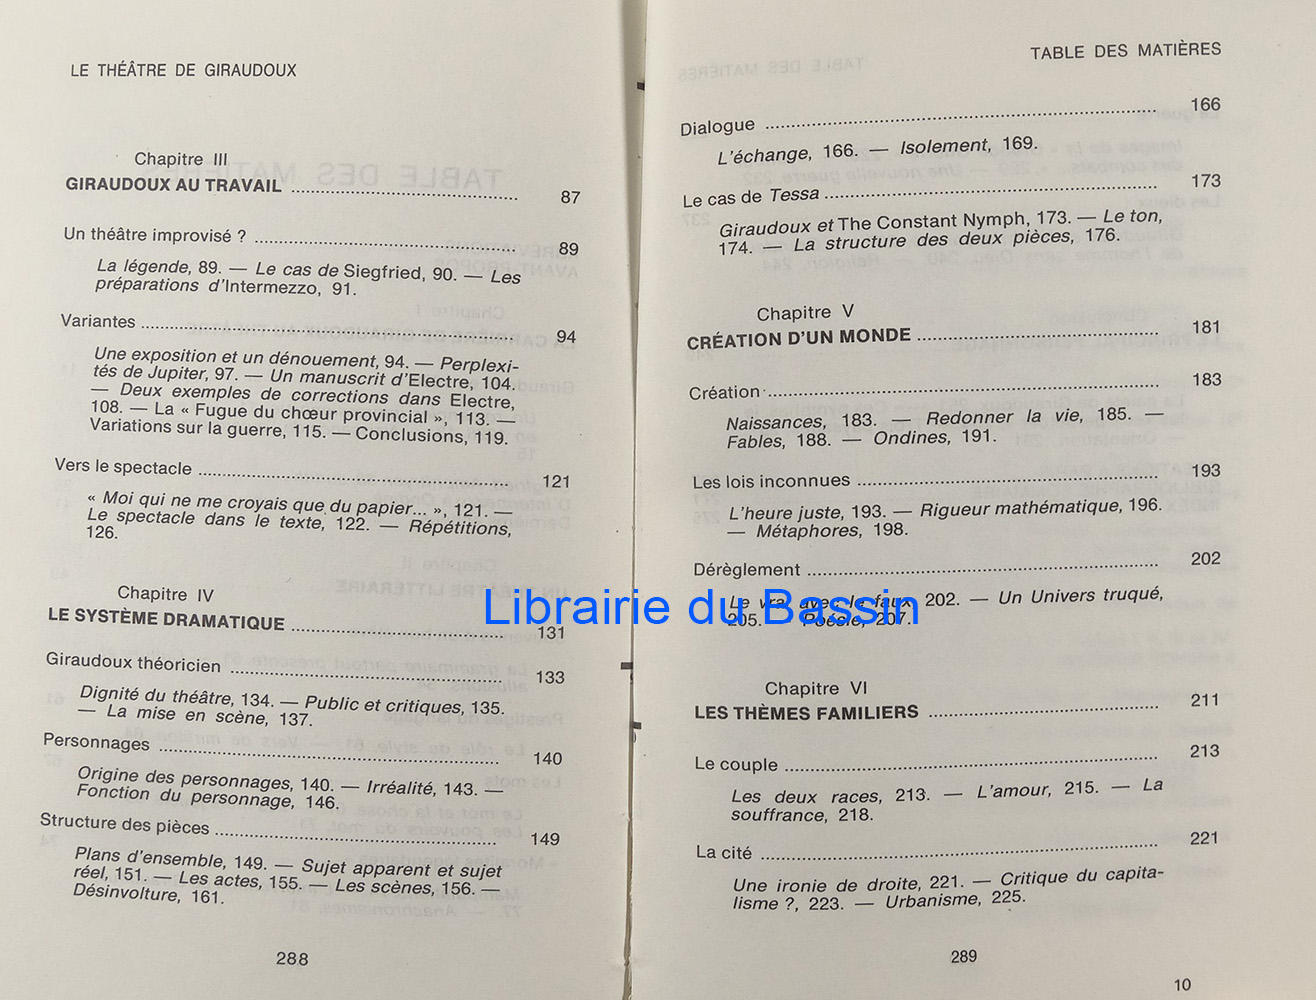 LE THÉÂTRE DE GIRAUDOUX
Chapitre III
GIRAUDOUX AU TRAVAIL ........ 87
Un théâtre improvisé ? ........ 89
La légende, 89. — Le cas de Siegfried, 90. — Les
préparations d'Intermezzo, 91.
Variantes ........ 94
Une exposition et un dénouement, 94. — Perplexi-
tés de Jupiter, 97. — Un manuscrit d'Electre, 104.
— Deux exemples de corrections dans Electre,
108. — La « Fugue du chœur provincial », 113. —
Variations sur la guerre, 115. — Conclusions, 119.
Vers le spectacle ........ 121
« Moi qui ne me croyais que du papier... », 121. —
Le spectacle dans le texte, 122. — Répétitions,
126.
Chapitre IV
LE SYSTÈME DRAMATIQUE ........ 131
Giraudoux théoricien ........ 133
Dignité du théâtre, 134. — Public et critiques, 135.
— La mise en scène, 137.
Personnages ........ 140
Origine des personnages, 140. — Irréalité, 143. —
Fonction du personnage, 146.
Structure des pièces ........ 149
Plans d'ensemble, 149. — Sujet apparent et sujet
réel, 151. — Les actes, 155. — Les scènes, 156. —
Désinvolture, 161.
288
TABLE DES MATIÈRES
Dialogue ........ 166
L'échange, 166. — Isolement, 169.
Le cas de Tessa ........ 173
Giraudoux et The Constant Nymph, 173. — Le ton,
174. — La structure des deux pièces, 176.
Chapitre V
CRÉATION D'UN MONDE ........ 181
Création ........ 183
Naissances, 183. — Redonner la vie, 185. —
Fables, 188. — Ondines, 191.
Les lois inconnues ........ 193
L'heure juste, 193. — Rigueur mathématique, 196.
— Métaphores, 198.
Dérèglement ........ 202
Le vrai avec le faux, 202. — Un Univers truqué,
205. — Poésie, 207.
Chapitre VI
LES THÈMES FAMILIERS ........ 211
Le couple ........ 213
Les deux races, 213. — L'amour, 215. — La
souffrance, 218.
La cité ........ 221
Une ironie de droite, 221. — Critique du capita-
lisme ?, 223. — Urbanisme, 225.
289
10
Librairie du Bassin